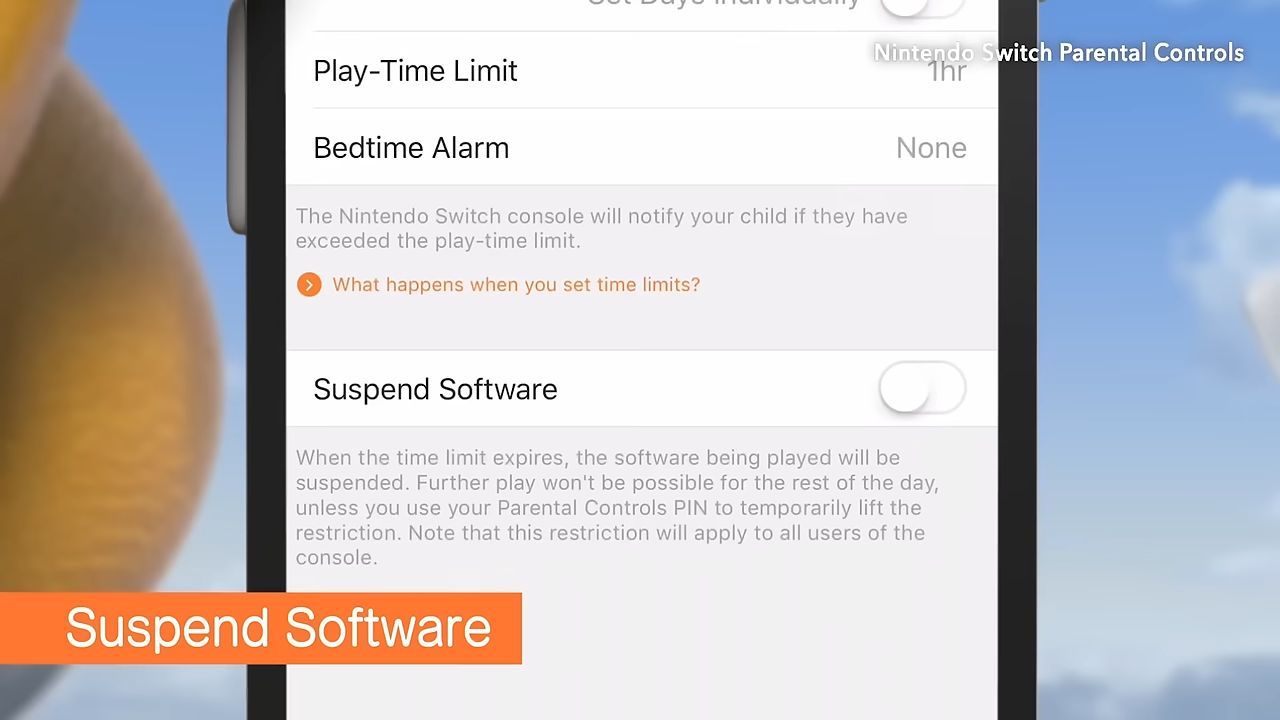 Set Days Individually
Nintendo Switch Parental Controls
Play-Time Limit
1hr
Bedtime Alarm
None
The Nintendo Switch console will notify your child if they have
exceeded the play-time limit.
What happens when you set time limits?
Suspend Software
When the time limit expires, the software being played will be
suspended. Further play won't be possible for the rest of the day,
unless you use your Parental Controls PIN to temporarily lift the
restriction. Note that this restriction will apply to all users of the
console.
Suspend Software